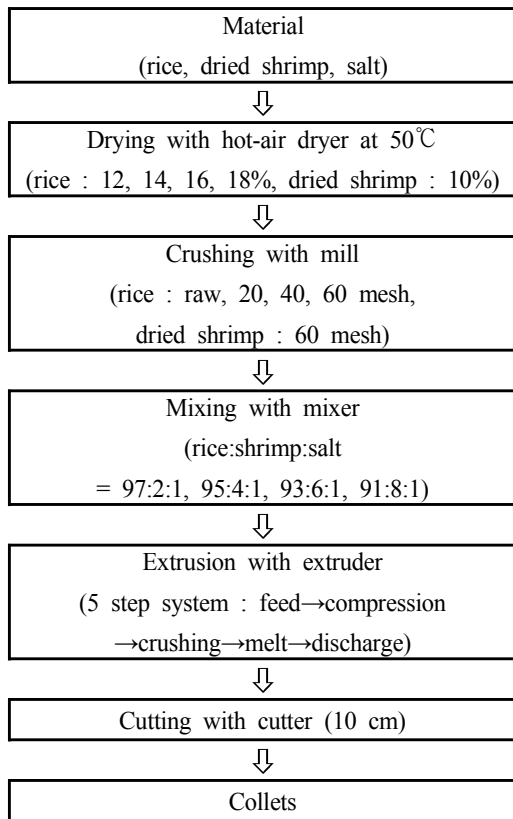 Material
(rice, dried shrimp, salt)
⇩
Drying with hot-air dryer at 50℃
(rice : 12, 14, 16, 18%, dried shrimp : 10%)
⇩
Crushing with mill
(rice : raw, 20, 40, 60 mesh,
dried shrimp : 60 mesh)
⇩
Mixing with mixer
(rice:shrimp:salt
= 97:2:1, 95:4:1, 93:6:1, 91:8:1)
⇩
Extrusion with extruder
(5 step system : feed→compression
→crushing→melt→discharge)
⇩
Cutting with cutter (10 cm)
⇩
Collets